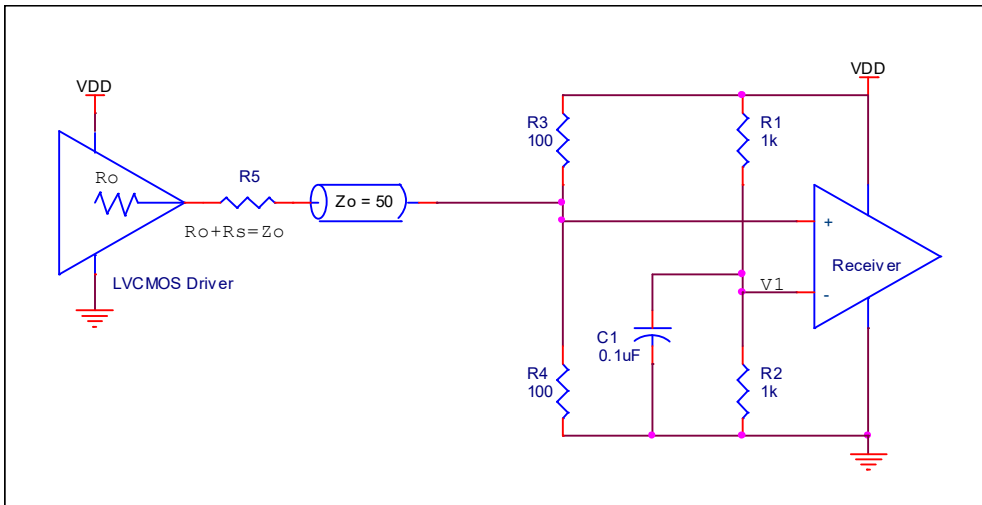 VDD
Ro
R5
Zo = 50
Ro+Rs=Zo
LVCMOS Driver
VDD
R3
100
R1
1k
+
Receiver
V1
-
C1
0.1uF
R4
100
R2
1k